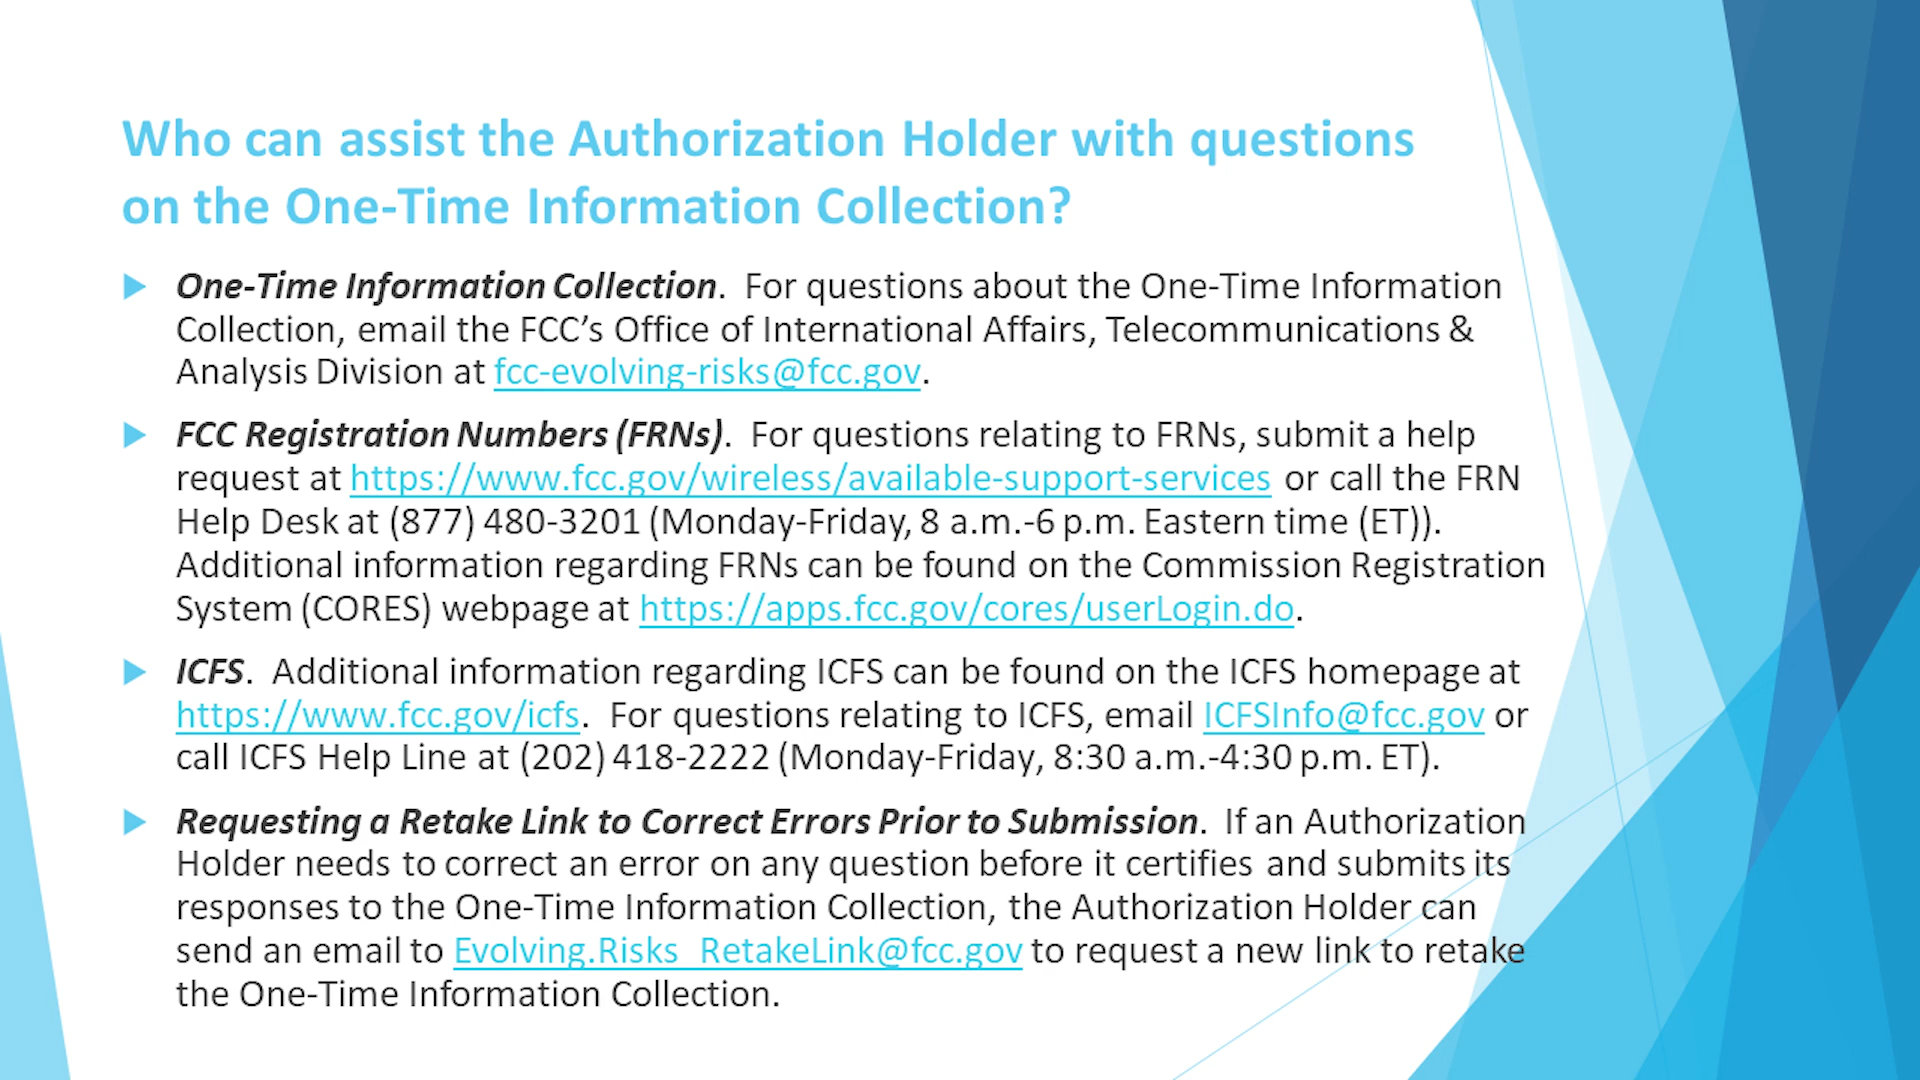 Who can assist the Authorization Holder with questions
on the One-Time Information Collection?
One-Time Information Collection.  For questions about the One-Time Information
Collection, email the FCC’s Office of International Affairs, Telecommunications &
Analysis Division at fcc-evolving-risks@fcc.gov.
FCC Registration Numbers (FRNs).  For questions relating to FRNs, submit a help
request at https://www.fcc.gov/wireless/available-support-services or call the FRN
Help Desk at (877) 480-3201 (Monday-Friday, 8 a.m.-6 p.m. Eastern time (ET)).
Additional information regarding FRNs can be found on the Commission Registration
System (CORES) webpage at https://apps.fcc.gov/cores/userLogin.do.
ICFS.  Additional information regarding ICFS can be found on the ICFS homepage at
https://www.fcc.gov/icfs.  For questions relating to ICFS, email ICFSInfo@fcc.gov or
call ICFS Help Line at (202) 418-2222 (Monday-Friday, 8:30 a.m.-4:30 p.m. ET).
Requesting a Retake Link to Correct Errors Prior to Submission.  If an Authorization
Holder needs to correct an error on any question before it certifies and submits its
responses to the One-Time Information Collection, the Authorization Holder can
send an email to Evolving.Risks_RetakeLink@fcc.gov to request a new link to retake
the One-Time Information Collection.